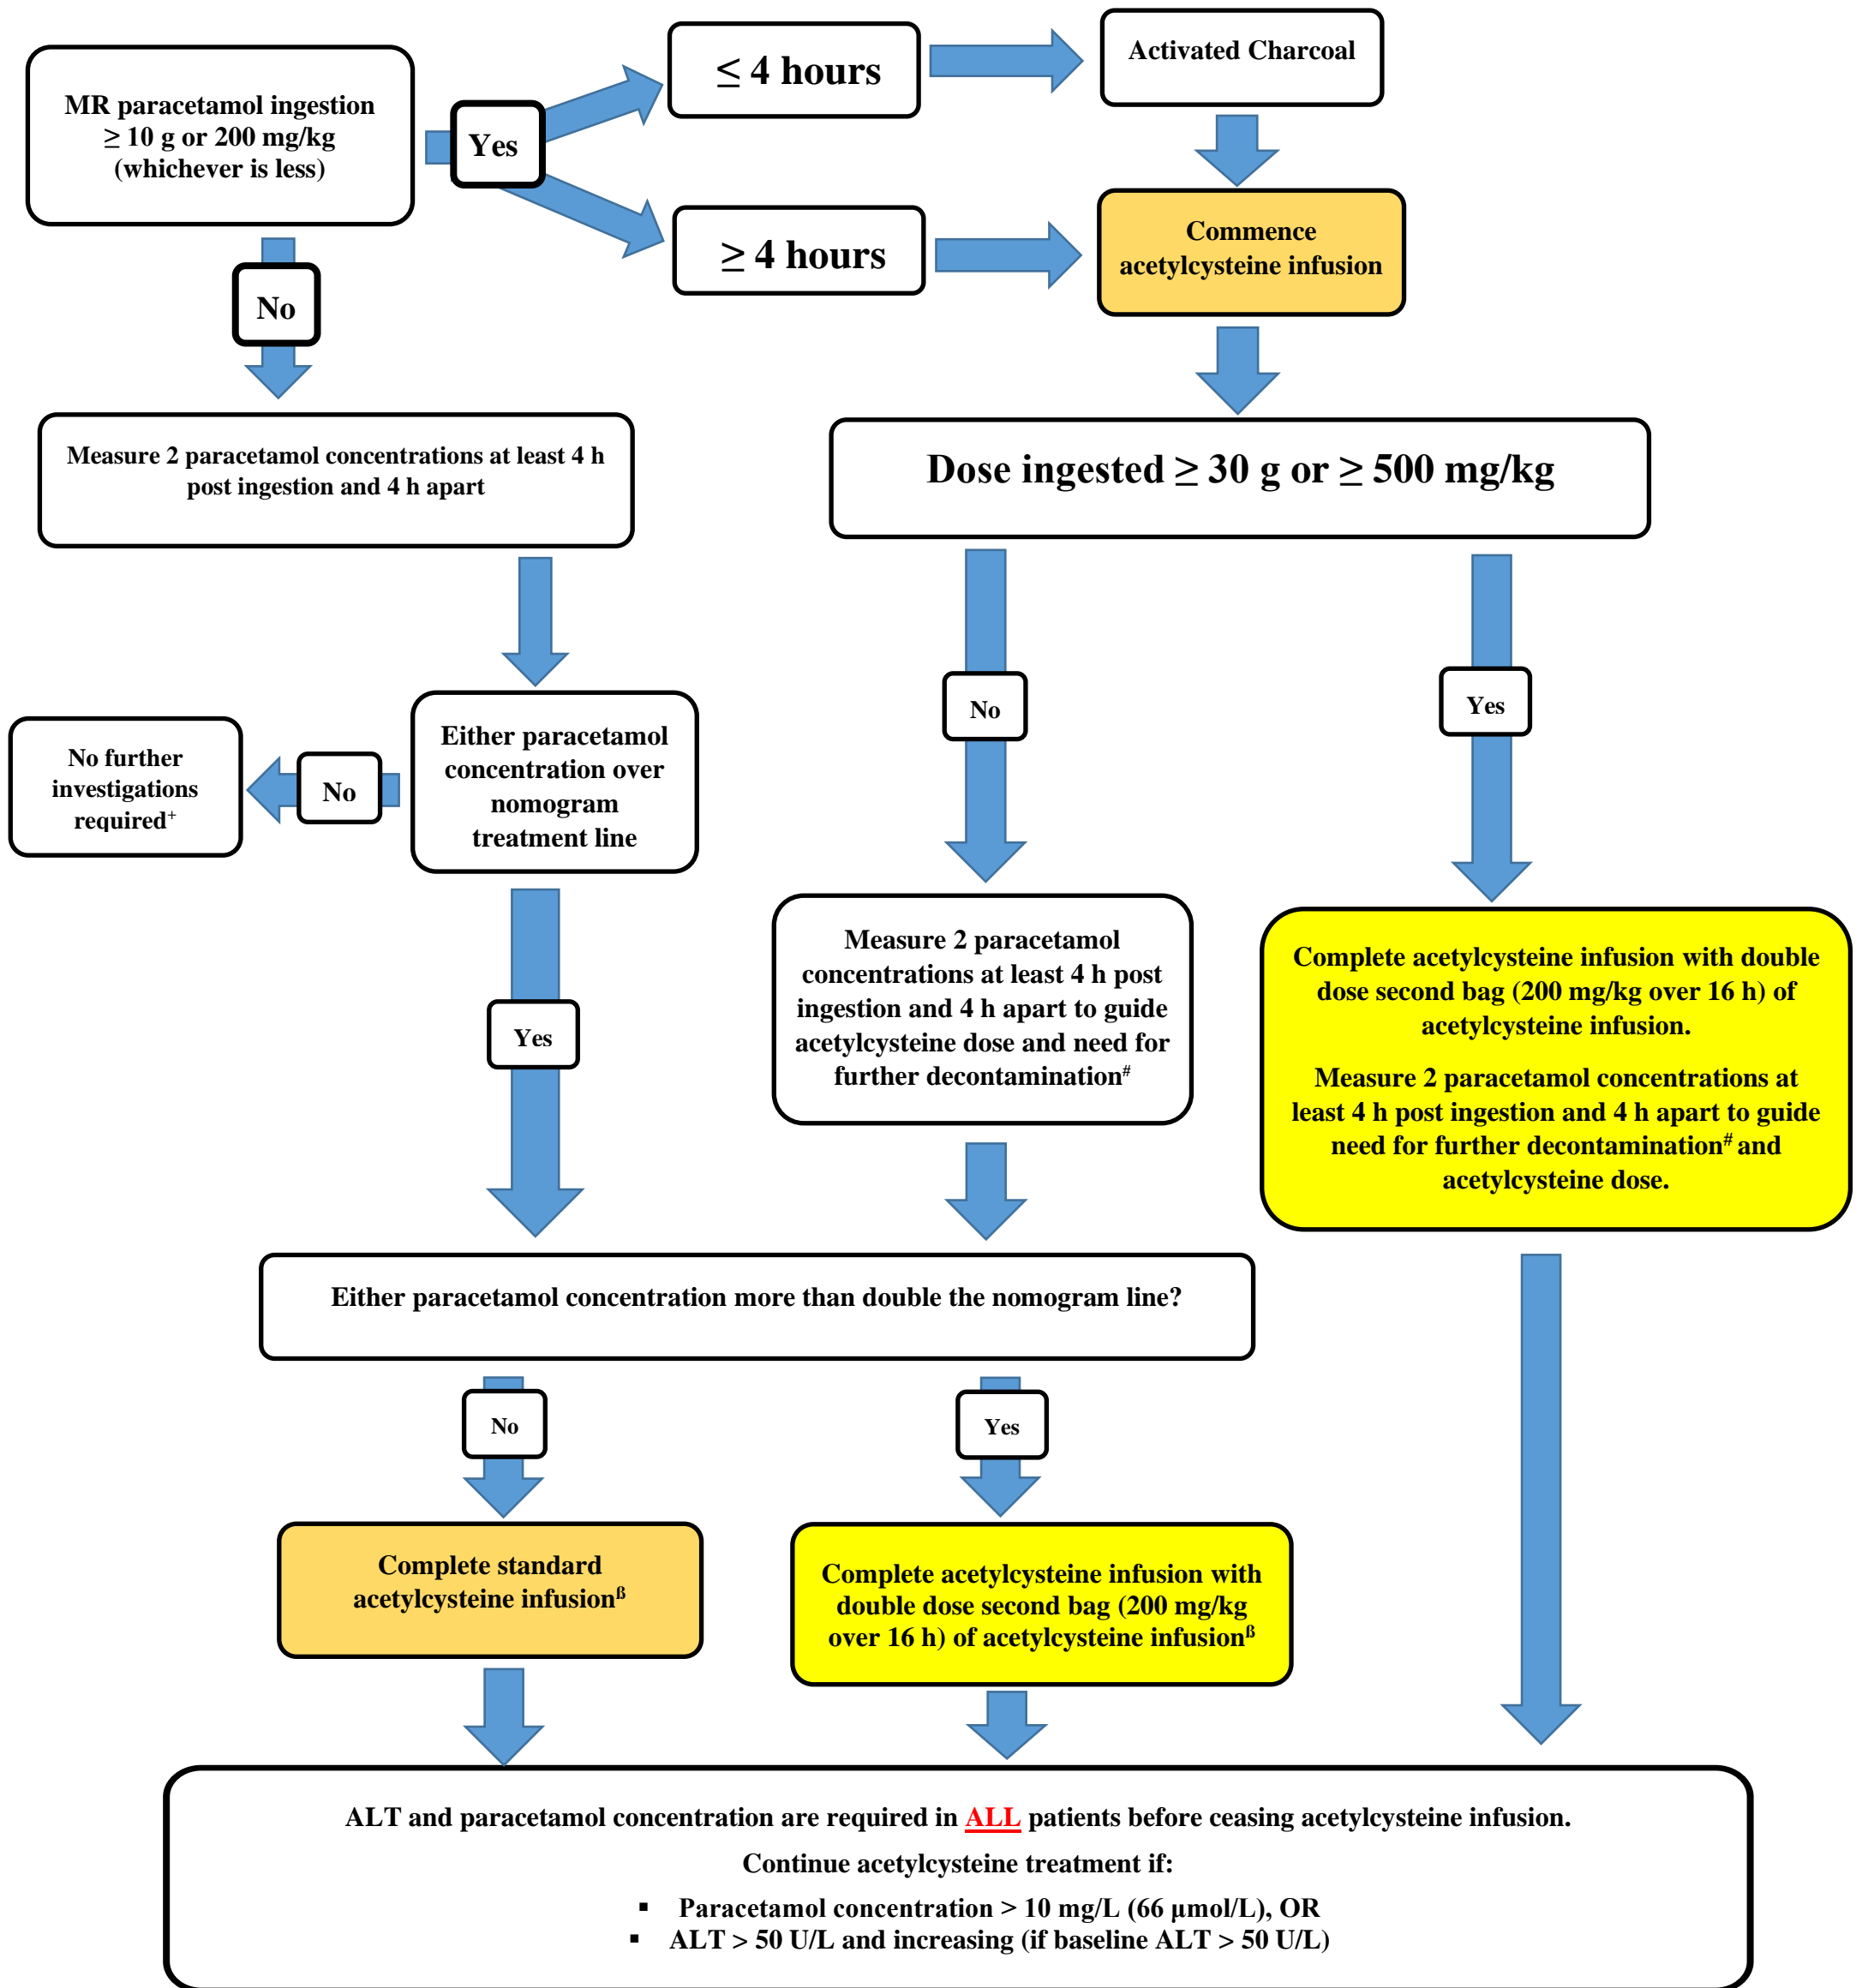 MR paracetamol ingestion
≥ 10 g or 200 mg/kg
(whichever is less)
Yes
≤ 4 hours
Activated Charcoal
≥ 4 hours
Commence
acetylcysteine infusion
No
Measure 2 paracetamol concentrations at least 4 h
post ingestion and 4 h apart
Dose ingested ≥ 30 g or ≥ 500 mg/kg
No
Yes
Either paracetamol
concentration over
nomogram
treatment line
No
No further
investigations
required⁺
Yes
Measure 2 paracetamol
concentrations at least 4 h post
ingestion and 4 h apart to guide
acetylcysteine dose and need for
further decontamination#
Complete acetylcysteine infusion with double
dose second bag (200 mg/kg over 16 h) of
acetylcysteine infusion.
Measure 2 paracetamol concentrations at
least 4 h post ingestion and 4 h apart to guide
need for further decontamination# and
acetylcysteine dose.
Either paracetamol concentration more than double the nomogram line?
No
Yes
Complete standard
acetylcysteine infusionß
Complete acetylcysteine infusion with
double dose second bag (200 mg/kg
over 16 h) of acetylcysteine infusionß
ALT and paracetamol concentration are required in ALL patients before ceasing acetylcysteine infusion.
Continue acetylcysteine treatment if:
▪ Paracetamol concentration > 10 mg/L (66 µmol/L), OR
▪ ALT > 50 U/L and increasing (if baseline ALT > 50 U/L)